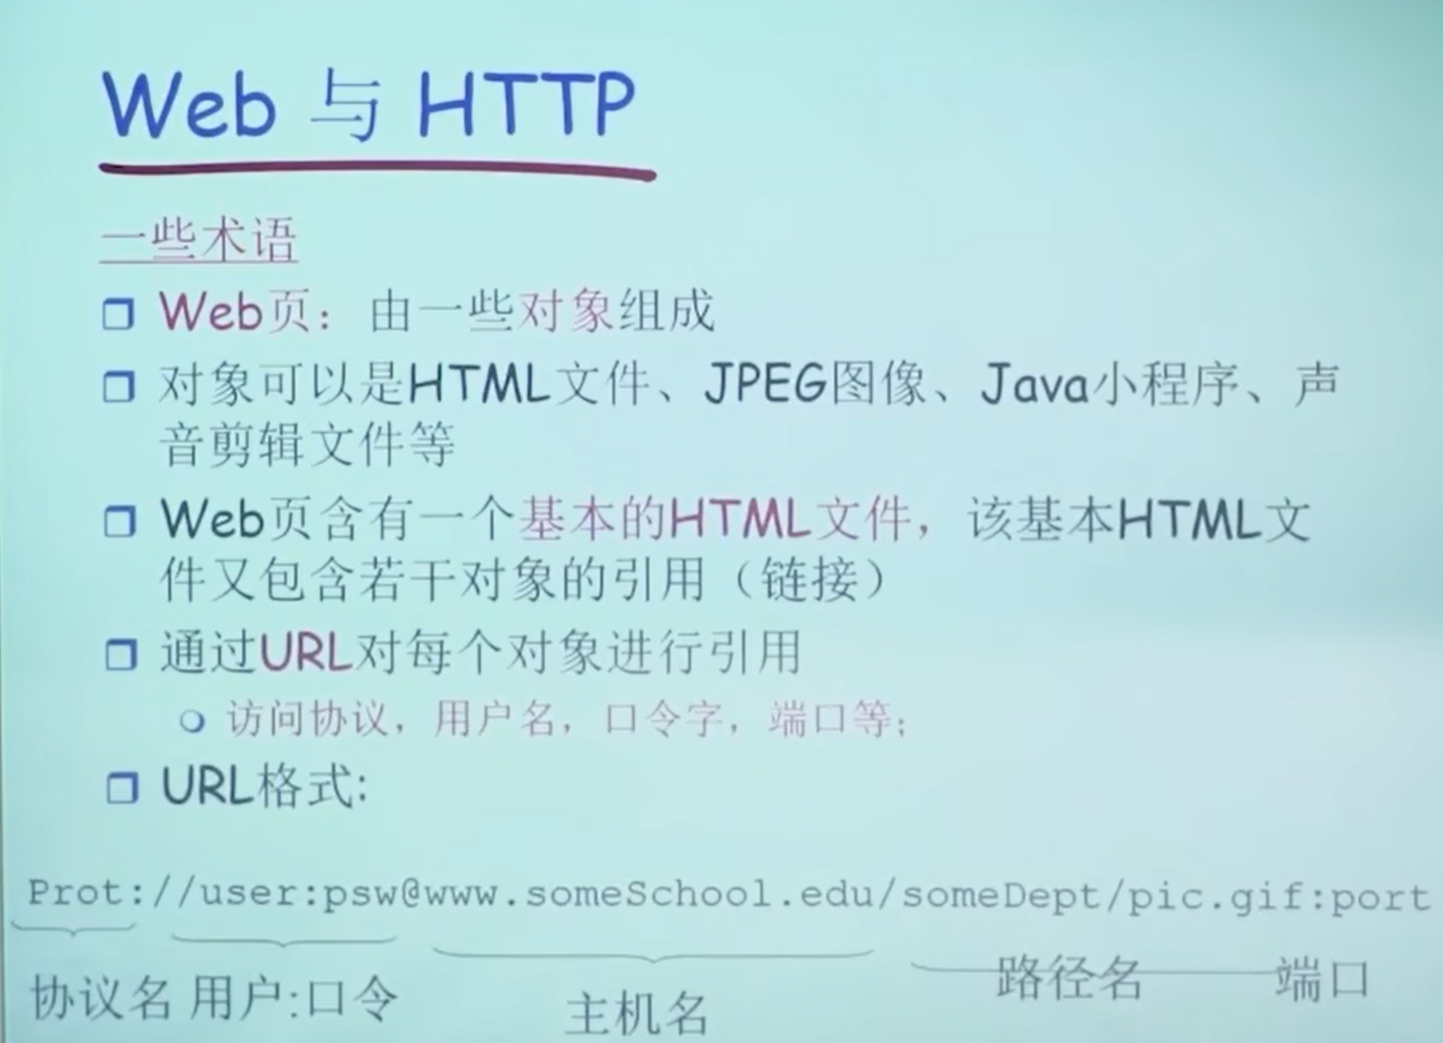 Web 与 HTTP
一些术语
Web页：由一些对象组成
对象可以是HTML文件、JPEG图像、Java小程序、声
音剪辑文件等
Web页含有一个基本的HTML文件，该基本HTML文
件又包含若干对象的引用（链接）
通过URL对每个对象进行引用
访问协议，用户名，口令字，端口等；
URL格式:
Prot://user:psw@www.someSchool.edu/someDept/pic.gif:port
协议名 用户:口令 主机名 路径名 端口